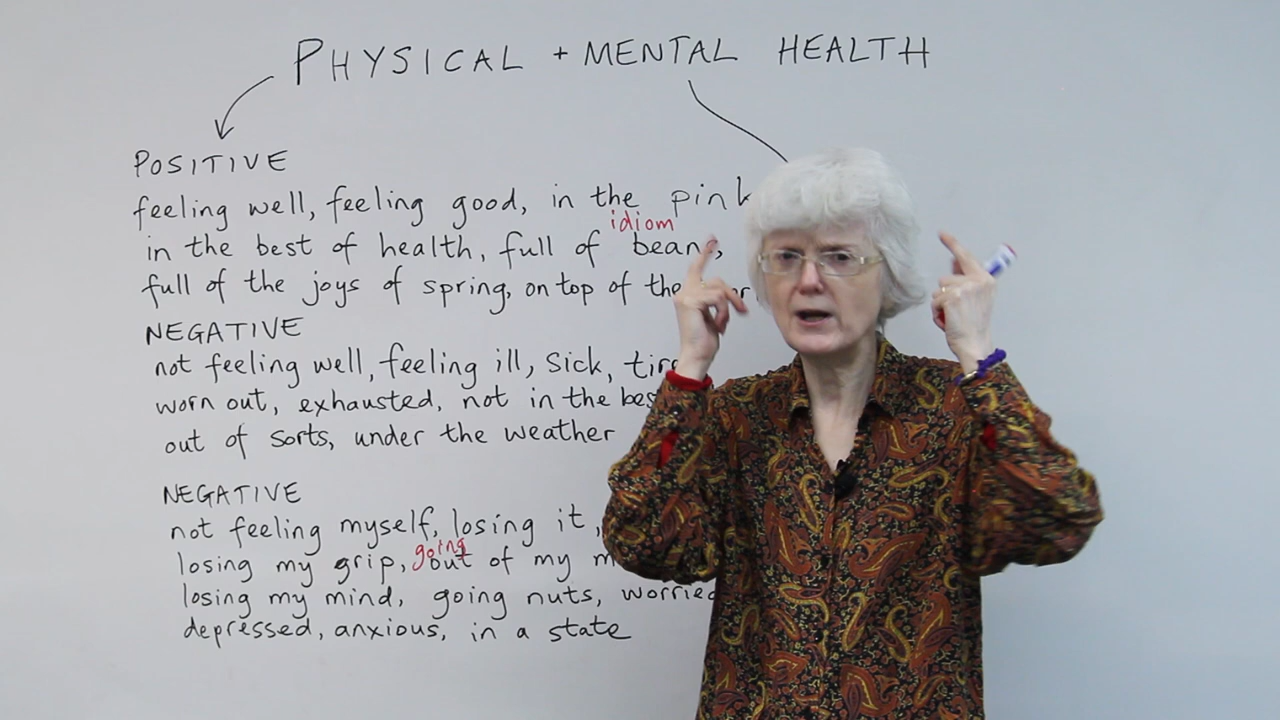 PHYSICAL + MENTAL HEALTH
POSITIVE
feeling well, feeling good, in the pink
idiom
in the best of health, full of bean
full of the joys of spring, on top of the
NEGATIVE
not feeling well, feeling ill, sick,
worn out, exhausted, not in the
out of sorts, under the weather
NEGATIVE
not feeling myself, losing it,
going
losing my grip, out of my
losing my mind, going nuts, worried
depressed, anxious, in a state